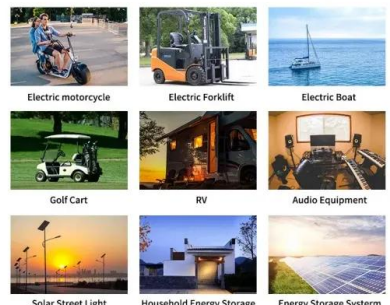 Electric motorcycle
Electric Forklift
Electric Boat
Golf Cart
RV
Audio Equipment
Solar Street Light
Household Energy Storage
Energy Storage Systerm